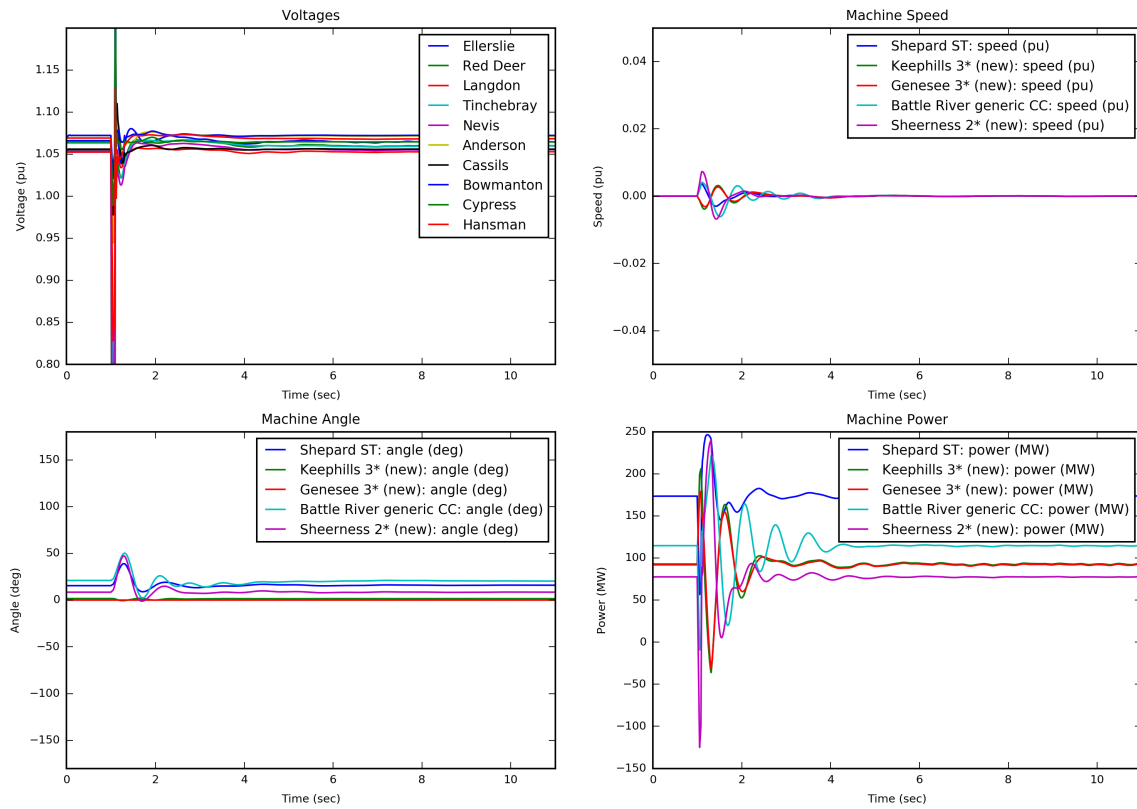 Voltages
1.15
1.10
1.05
1.00
0.95
0.90
0.85
0.80
Voltage (pu)
Ellerslie
Red Deer
Langdon
Tinchebray
Nevis
Anderson
Cassils
Bowmanton
Cypress
Hansman
0 2 4 6 8 10
Time (sec)
Machine Speed
0.04
0.02
0.00
−0.02
−0.04
Speed (pu)
Shepard ST: speed (pu)
Keephills 3* (new): speed (pu)
Genesee 3* (new): speed (pu)
Battle River generic CC: speed (pu)
Sheerness 2* (new): speed (pu)
0 2 4 6 8 10
Time (sec)
Machine Angle
150
100
50
0
−50
−100
−150
Angle (deg)
Shepard ST: angle (deg)
Keephills 3* (new): angle (deg)
Genesee 3* (new): angle (deg)
Battle River generic CC: angle (deg)
Sheerness 2* (new): angle (deg)
0 2 4 6 8 10
Time (sec)
Machine Power
250
200
150
100
50
0
−50
−100
−150
Power (MW)
Shepard ST: power (MW)
Keephills 3* (new): power (MW)
Genesee 3* (new): power (MW)
Battle River generic CC: power (MW)
Sheerness 2* (new): power (MW)
0 2 4 6 8 10
Time (sec)